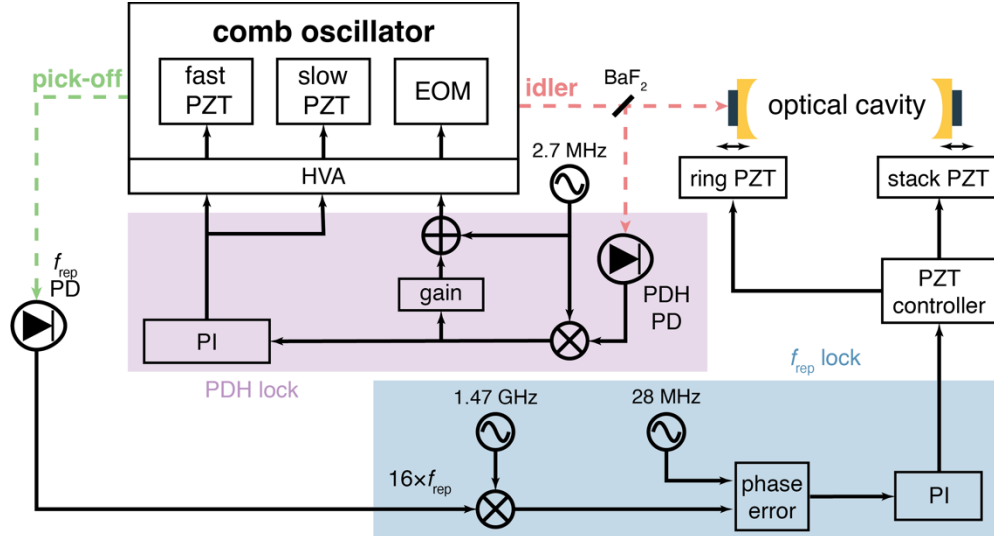 comb oscillator
pick-off
fast
PZT
slow
PZT
EOM
idler
BaF2
optical cavity
HVA
2.7 MHz
ring PZT
stack PZT
frep
PD
gain
PDH
PD
PZT
controller
PI
PDH lock
frep lock
1.47 GHz
28 MHz
16×frep
phase
error
PI